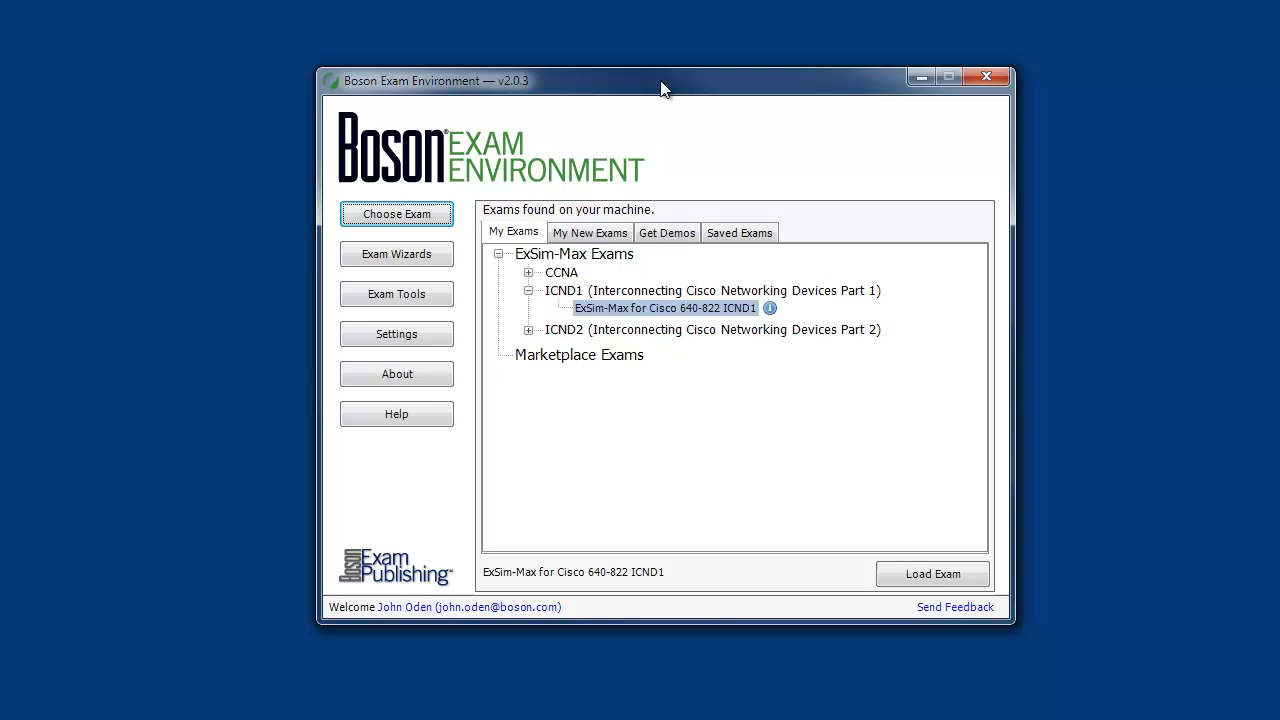 Boson Exam Environment — v2.0.3
BOSON® EXAM
ENVIRONMENT
Choose Exam
Exam Wizards
Exam Tools
Settings
About
Help
Exams found on your machine.
My Exams My New Exams Get Demos Saved Exams
ExSim-Max Exams
CCNA
ICND1 (Interconnecting Cisco Networking Devices Part 1)
ExSim-Max for Cisco 640-822 ICND1
ICND2 (Interconnecting Cisco Networking Devices Part 2)
Marketplace Exams
BOSON Exam
Publishing™
ExSim-Max for Cisco 640-822 ICND1
Load Exam
Welcome John Oden (john.oden@boson.com)
Send Feedback